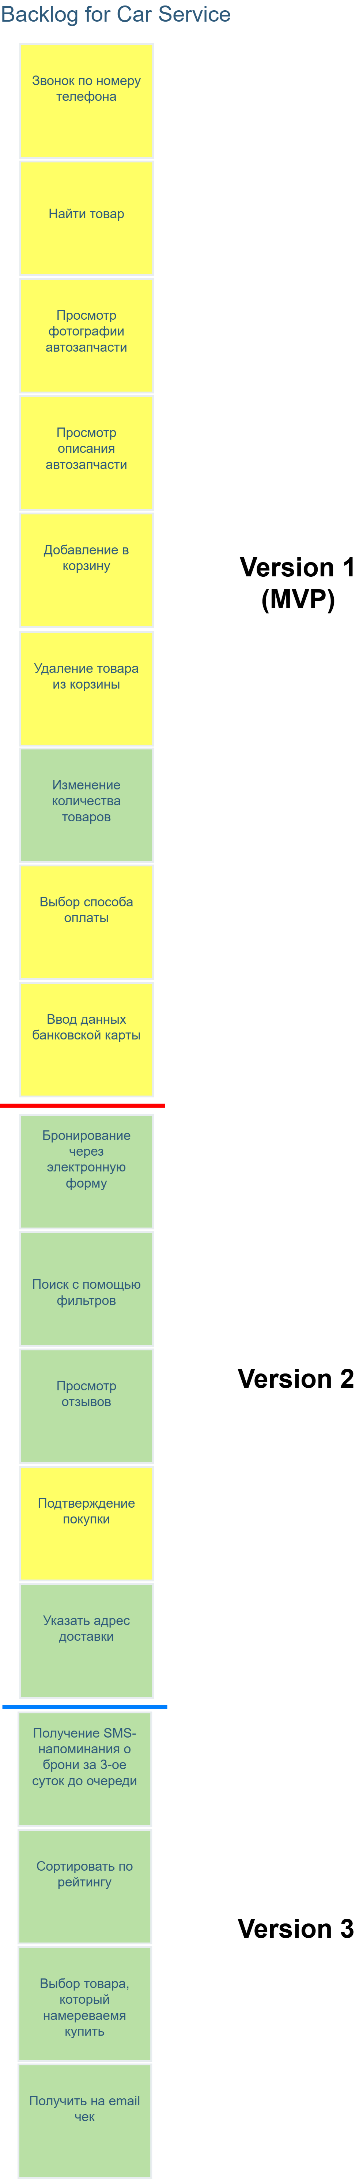 Backlog for Car Service
Звонок по номеру
телефона
Найти товар
Просмотр
фотографии
автозапчасти
Просмотр
описания
автозапчасти
Добавление в
корзину
Version 1
(MVP)
Удаление товара
из корзины
Изменение
количества
товаров
Выбор способа
оплаты
Ввод данных
банковской карты
Бронирование
через
электронную
форму
Поиск с помощью
фильтров
Просмотр
отзывов
Version 2
Подтверждение
покупки
Указать адрес
доставки
Получение SMS-
напоминания о
брони за 3-ое
суток до очереди
Сортировать по
рейтингу
Version 3
Выбор товара,
который
намереваемя
купить
Получить на email
чек